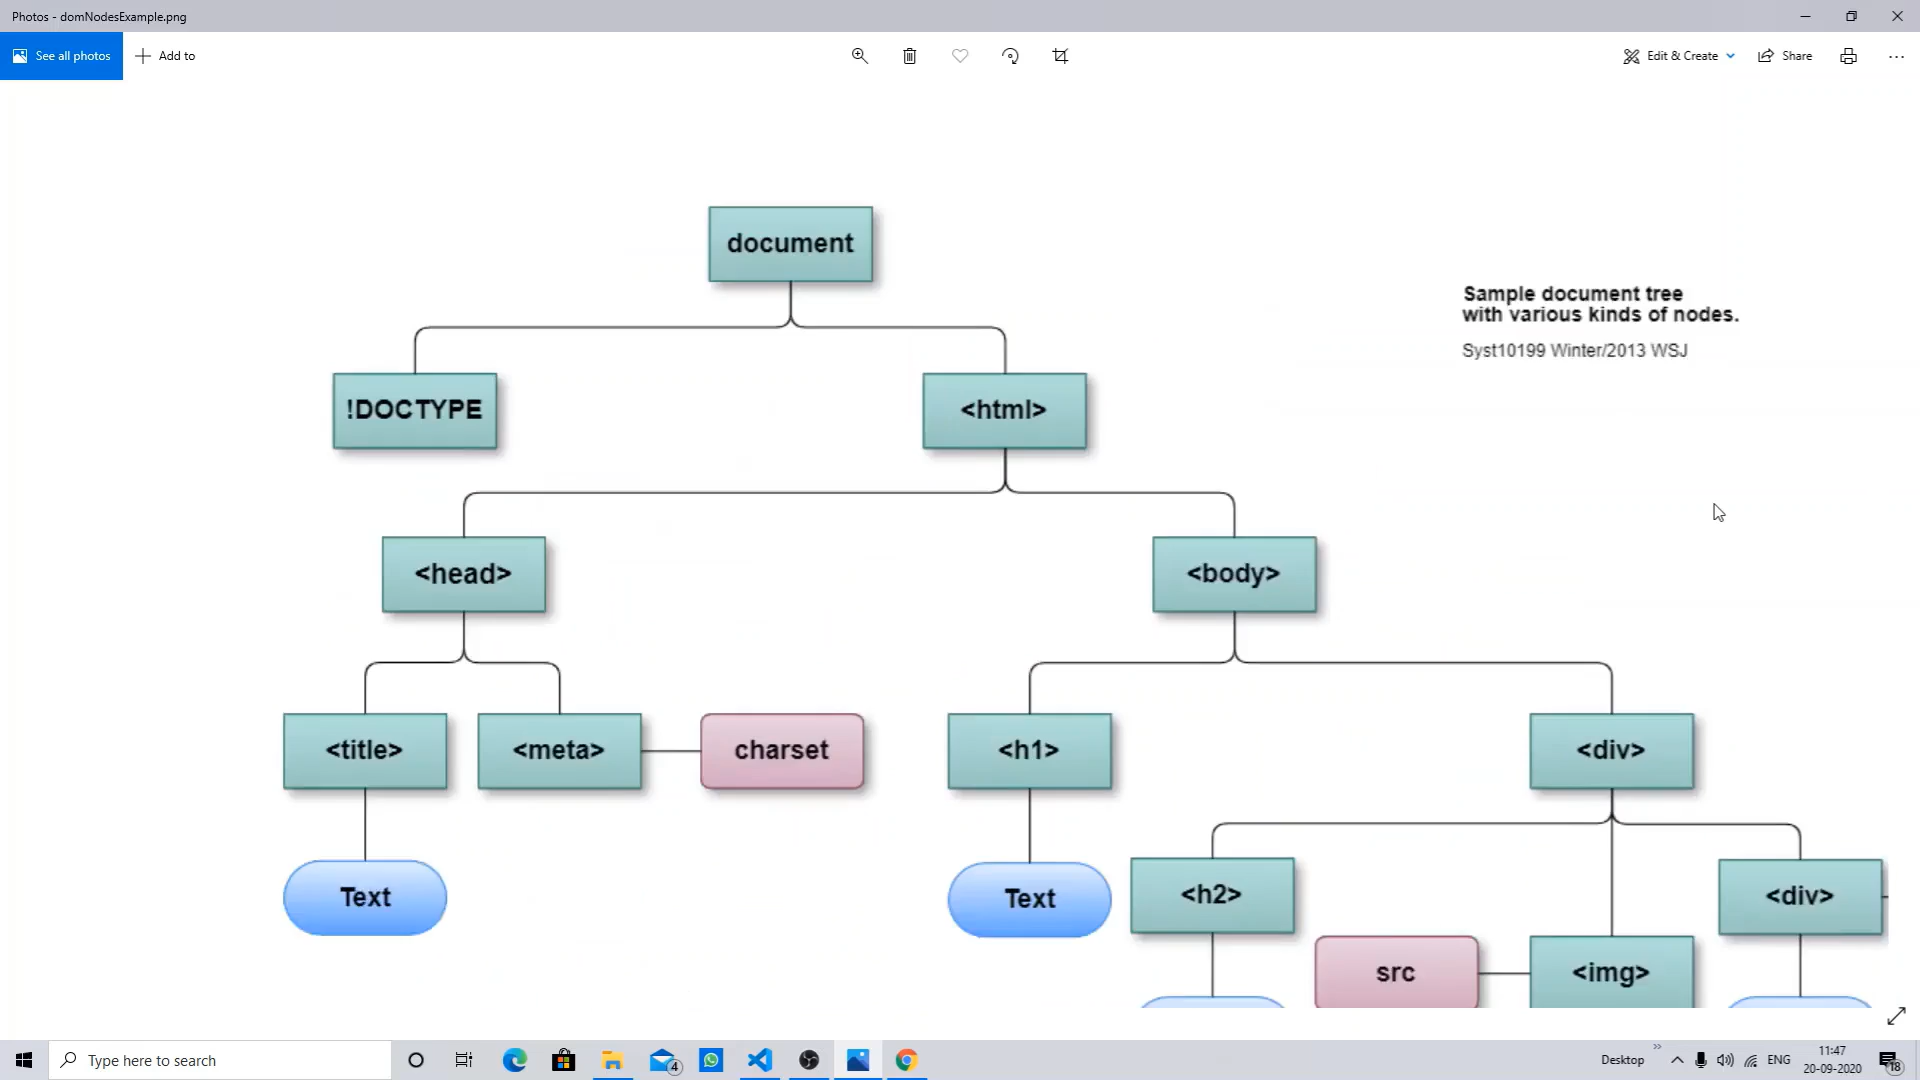 Photos - domNodesExample.png
See all photos
Add to
Edit & Create
Share
document
Sample document tree
with various kinds of nodes.
Syst10199 Winter/2013 WSJ
!DOCTYPE
<html>
<head>
<body>
<title>
<meta>
charset
<h1>
<div>
Text
Text
<h2>
<div>
src
<img>
Type here to search
4
Desktop
ENG
11:47
20-09-2020
18